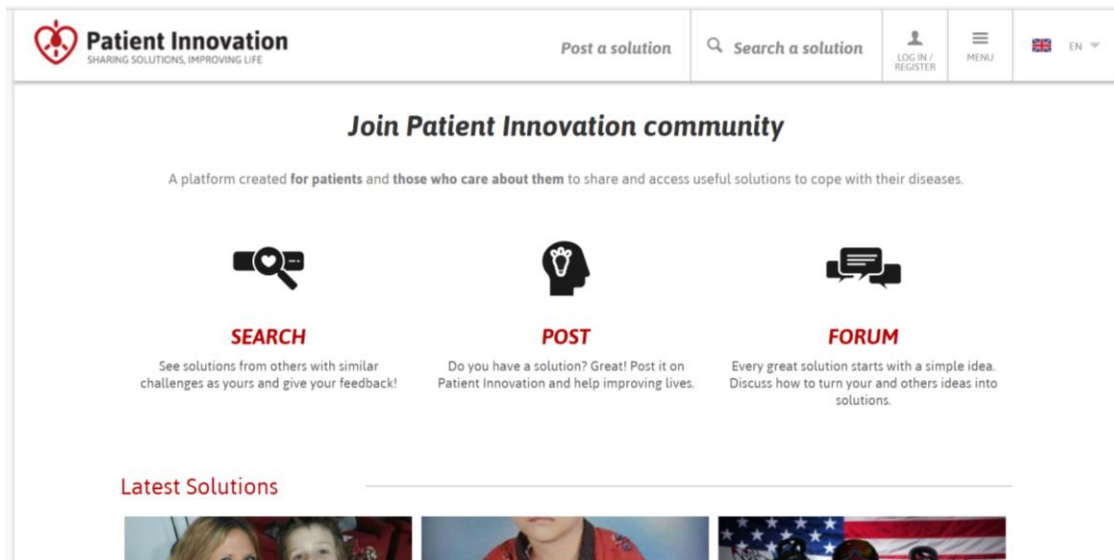 Patient Innovation
SHARING SOLUTIONS, IMPROVING LIFE
Post a solution
Search a solution
LOG IN /
REGISTER
MENU
EN
Join Patient Innovation community
A platform created for patients and those who care about them to share and access useful solutions to cope with their diseases.
SEARCH
See solutions from others with similar
challenges as yours and give your feedback!
POST
Do you have a solution? Great! Post it on
Patient Innovation and help improving lives.
FORUM
Every great solution starts with a simple idea.
Discuss how to turn your and others ideas into
solutions.
Latest Solutions